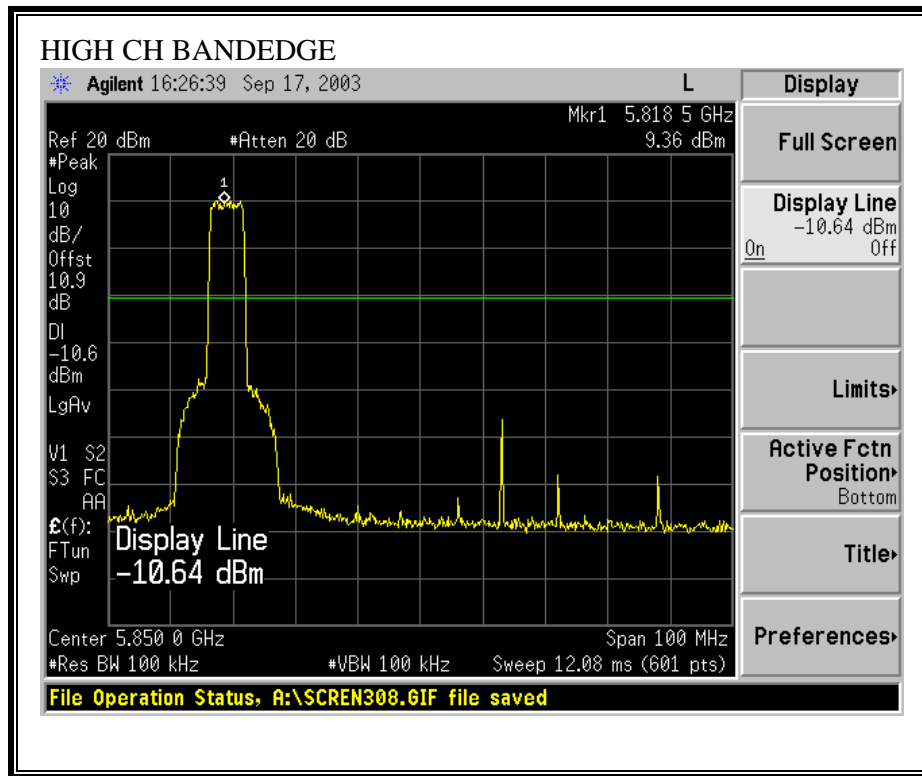 HIGH CH BANDEDGE
Agilent 16:26:39 Sep 17, 2003 L
Display
Mkr1 5.818 5 GHz
Ref 20 dBm #Atten 20 dB 9.36 dBm
#Peak
Log
10
dB/
Offst
10.9
dB
DI
-10.6
dBm
LgAv
V1 S2
S3 FC
AA
£(f):
FTun
Swp
1
Display Line
-10.64 dBm
Center 5.850 0 GHz Span 100 MHz
#Res BW 100 kHz #VBW 100 kHz Sweep 12.08 ms (601 pts)
Full Screen
Display Line
-10.64 dBm
On Off
Limits
Active Fctn
Position
Bottom
Title
Preferences
File Operation Status, A:\SCREN308.GIF file saved